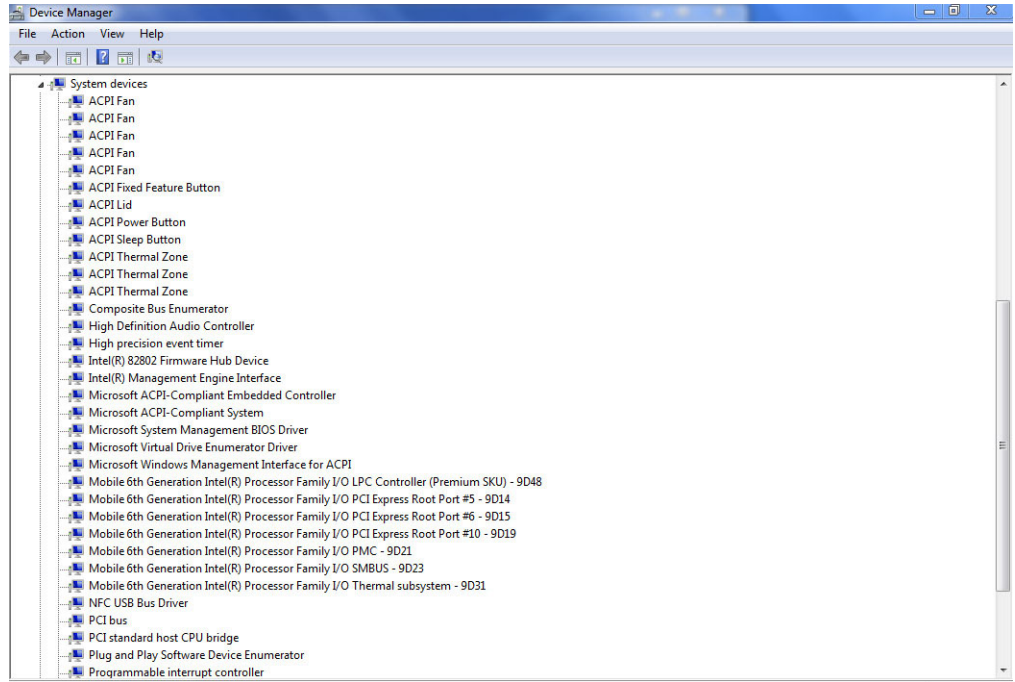 Device Manager
File Action View Help
System devices
ACPI Fan
ACPI Fan
ACPI Fan
ACPI Fan
ACPI Fan
ACPI Fixed Feature Button
ACPI Lid
ACPI Power Button
ACPI Sleep Button
ACPI Thermal Zone
ACPI Thermal Zone
ACPI Thermal Zone
Composite Bus Enumerator
High Definition Audio Controller
High precision event timer
Intel(R) 82802 Firmware Hub Device
Intel(R) Management Engine Interface
Microsoft ACPI-Compliant Embedded Controller
Microsoft ACPI-Compliant System
Microsoft System Management BIOS Driver
Microsoft Virtual Drive Enumerator Driver
Microsoft Windows Management Interface for ACPI
Mobile 6th Generation Intel(R) Processor Family I/O LPC Controller (Premium SKU) - 9D48
Mobile 6th Generation Intel(R) Processor Family I/O PCI Express Root Port #5 - 9D14
Mobile 6th Generation Intel(R) Processor Family I/O PCI Express Root Port #6 - 9D15
Mobile 6th Generation Intel(R) Processor Family I/O PCI Express Root Port #10 - 9D19
Mobile 6th Generation Intel(R) Processor Family I/O PMC - 9D21
Mobile 6th Generation Intel(R) Processor Family I/O SMBUS - 9D23
Mobile 6th Generation Intel(R) Processor Family I/O Thermal subsystem - 9D31
NFC USB Bus Driver
PCI bus
PCI standard host CPU bridge
Plug and Play Software Device Enumerator
Programmable interrupt controller